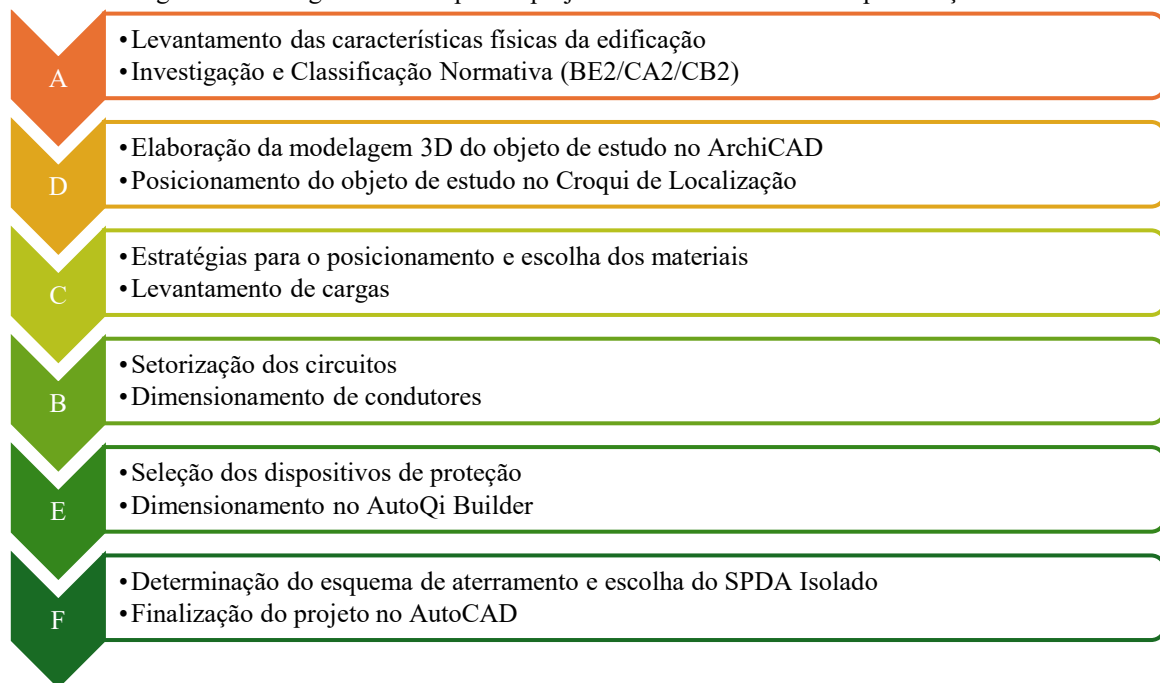 A
•Levantamento das características físicas da edificação
•Investigação e Classificação Normativa (BE2/CA2/CB2)
D
•Elaboração da modelagem 3D do objeto de estudo no ArchiCAD
•Posicionamento do objeto de estudo no Croqui de Localização
C
•Estratégias para o posicionamento e escolha dos materiais
•Levantamento de cargas
B
•Setorização dos circuitos
•Dimensionamento de condutores
E
•Seleção dos dispositivos de proteção
•Dimensionamento no AutoQi Builder
F
•Determinação do esquema de aterramento e escolha do SPDA Isolado
•Finalização do projeto no AutoCAD